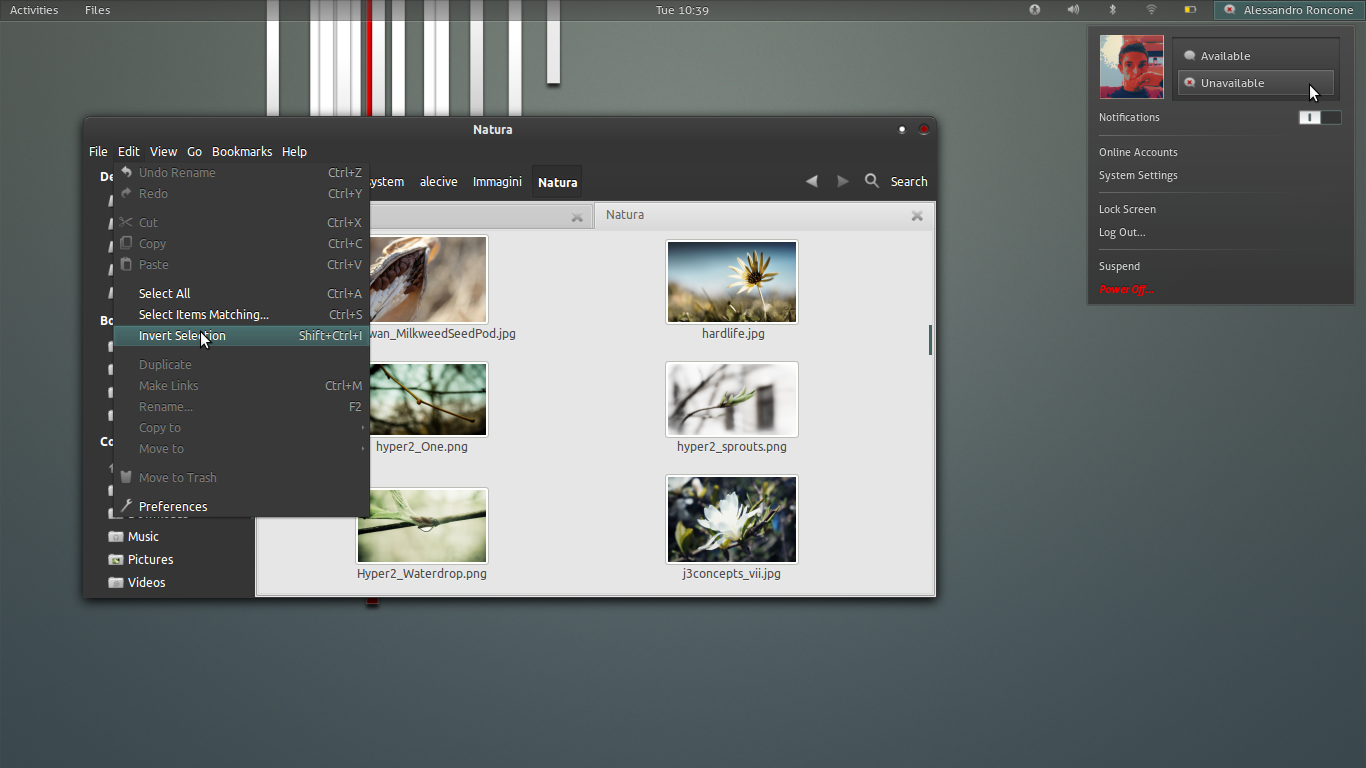 Activities Files Tue 10:39 Alessandro Roncone
Available
Unavailable
Notifications
Online Accounts
System Settings
Lock Screen
Log Out...
Suspend
Power Off...
Natura
File Edit View Go Bookmarks Help
alecive Immagini Natura Search
Natura
Undo Rename Ctrl+Z
Redo Ctrl+Y
Cut Ctrl+X
Copy Ctrl+C
Paste Ctrl+V
Select All Ctrl+A
Select Items Matching... Ctrl+S
Invert Selection Shift+Ctrl+I
Duplicate
Make Links Ctrl+M
Rename... F2
Copy to
Move to
Move to Trash
Preferences
Music
Pictures
Videos
wan_MilkweedSeedPod.jpg hardlife.jpg
hyper2_One.png hyper2_sprouts.png
Hyper2_Waterdrop.png j3concepts_vii.jpg